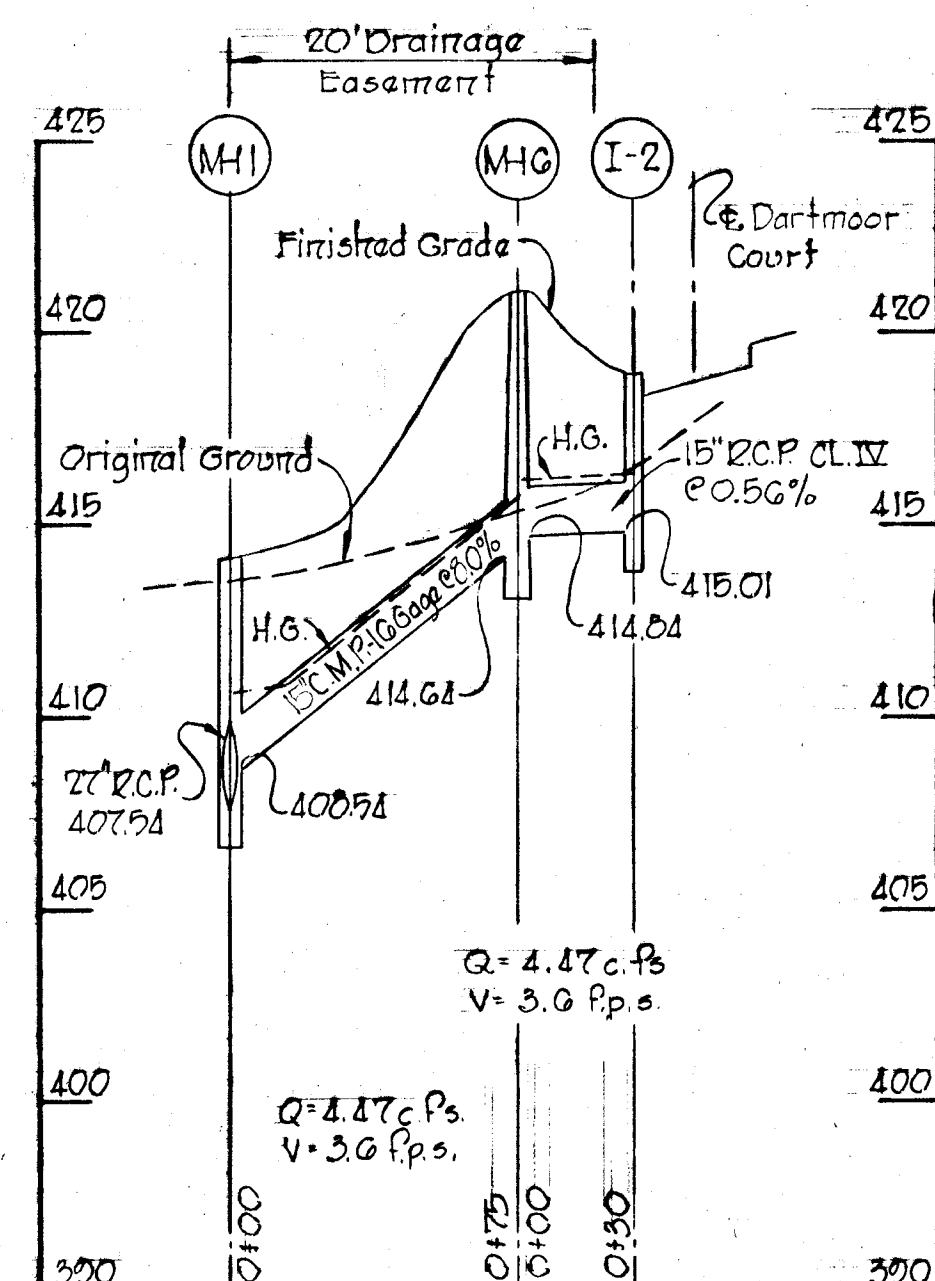 20' Drainage
Easement
425
425
MH1
MH6
I-2
℄ Dartmoor
Court
Finished Grade
420
420
H.G.
Original Ground
15" R.C.P. CL. IV
@ 0.56%
415
415
15" C.M.P.-16 Gage @ 8.0%
415.01
414.84
H.G.
414.64
410
410
27" R.C.P.
407.54
408.54
405
405
Q = 4.47 c.fs
V = 3.6 f.p.s.
400
400
Q = 4.47 c.f.s.
V = 3.6 f.p.s.
0+00
0+75
0+00
0+30